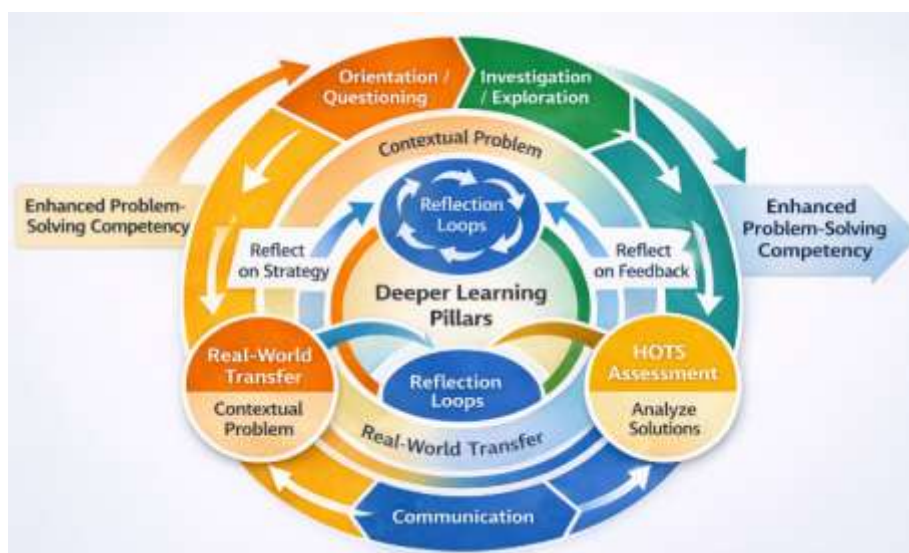 Orientation /
Questioning
Investigation
/ Exploration
Contextual Problem
Enhanced Problem-
Solving Competency
Reflection
Loops
Enhanced
Problem-Solving
Competency
Reflect
on Strategy
Reflect
on Feedback
Deeper Learning
Pillars
Real-World
Transfer
Contextual
Problem
Reflection
Loops
HOTS
Assessment
Analyze
Solutions
Real-World Transfer
Communication